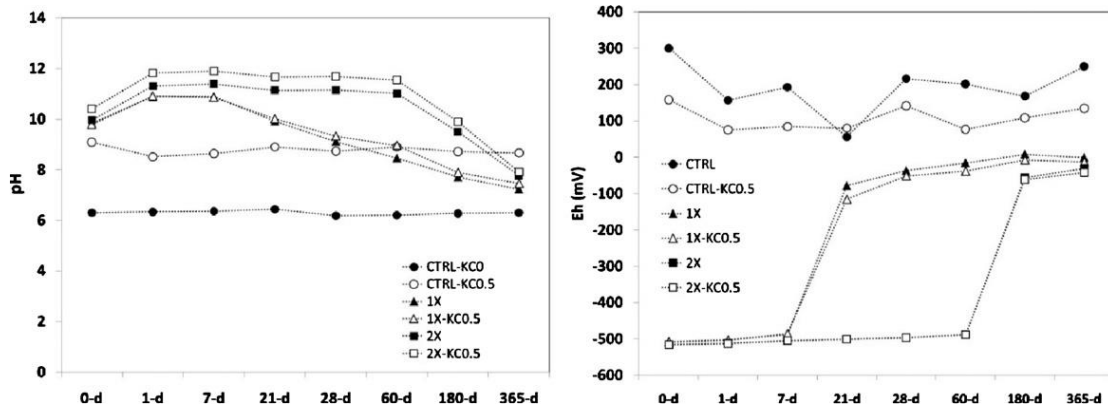 14
12
10
8
6
4
2
0
pH
CTRL-KC0
CTRL-KC0.5
1X
1X-KC0.5
2X
2X-KC0.5
0-d 1-d 7-d 21-d 28-d 60-d 180-d 365-d
400
300
200
100
0
-100
-200
-300
-400
-500
-600
Eh (mV)
CTRL
CTRL-KC0.5
1X
1X-KC0.5
2X
2X-KC0.5
0-d 1-d 7-d 21-d 28-d 60-d 180-d 365-d